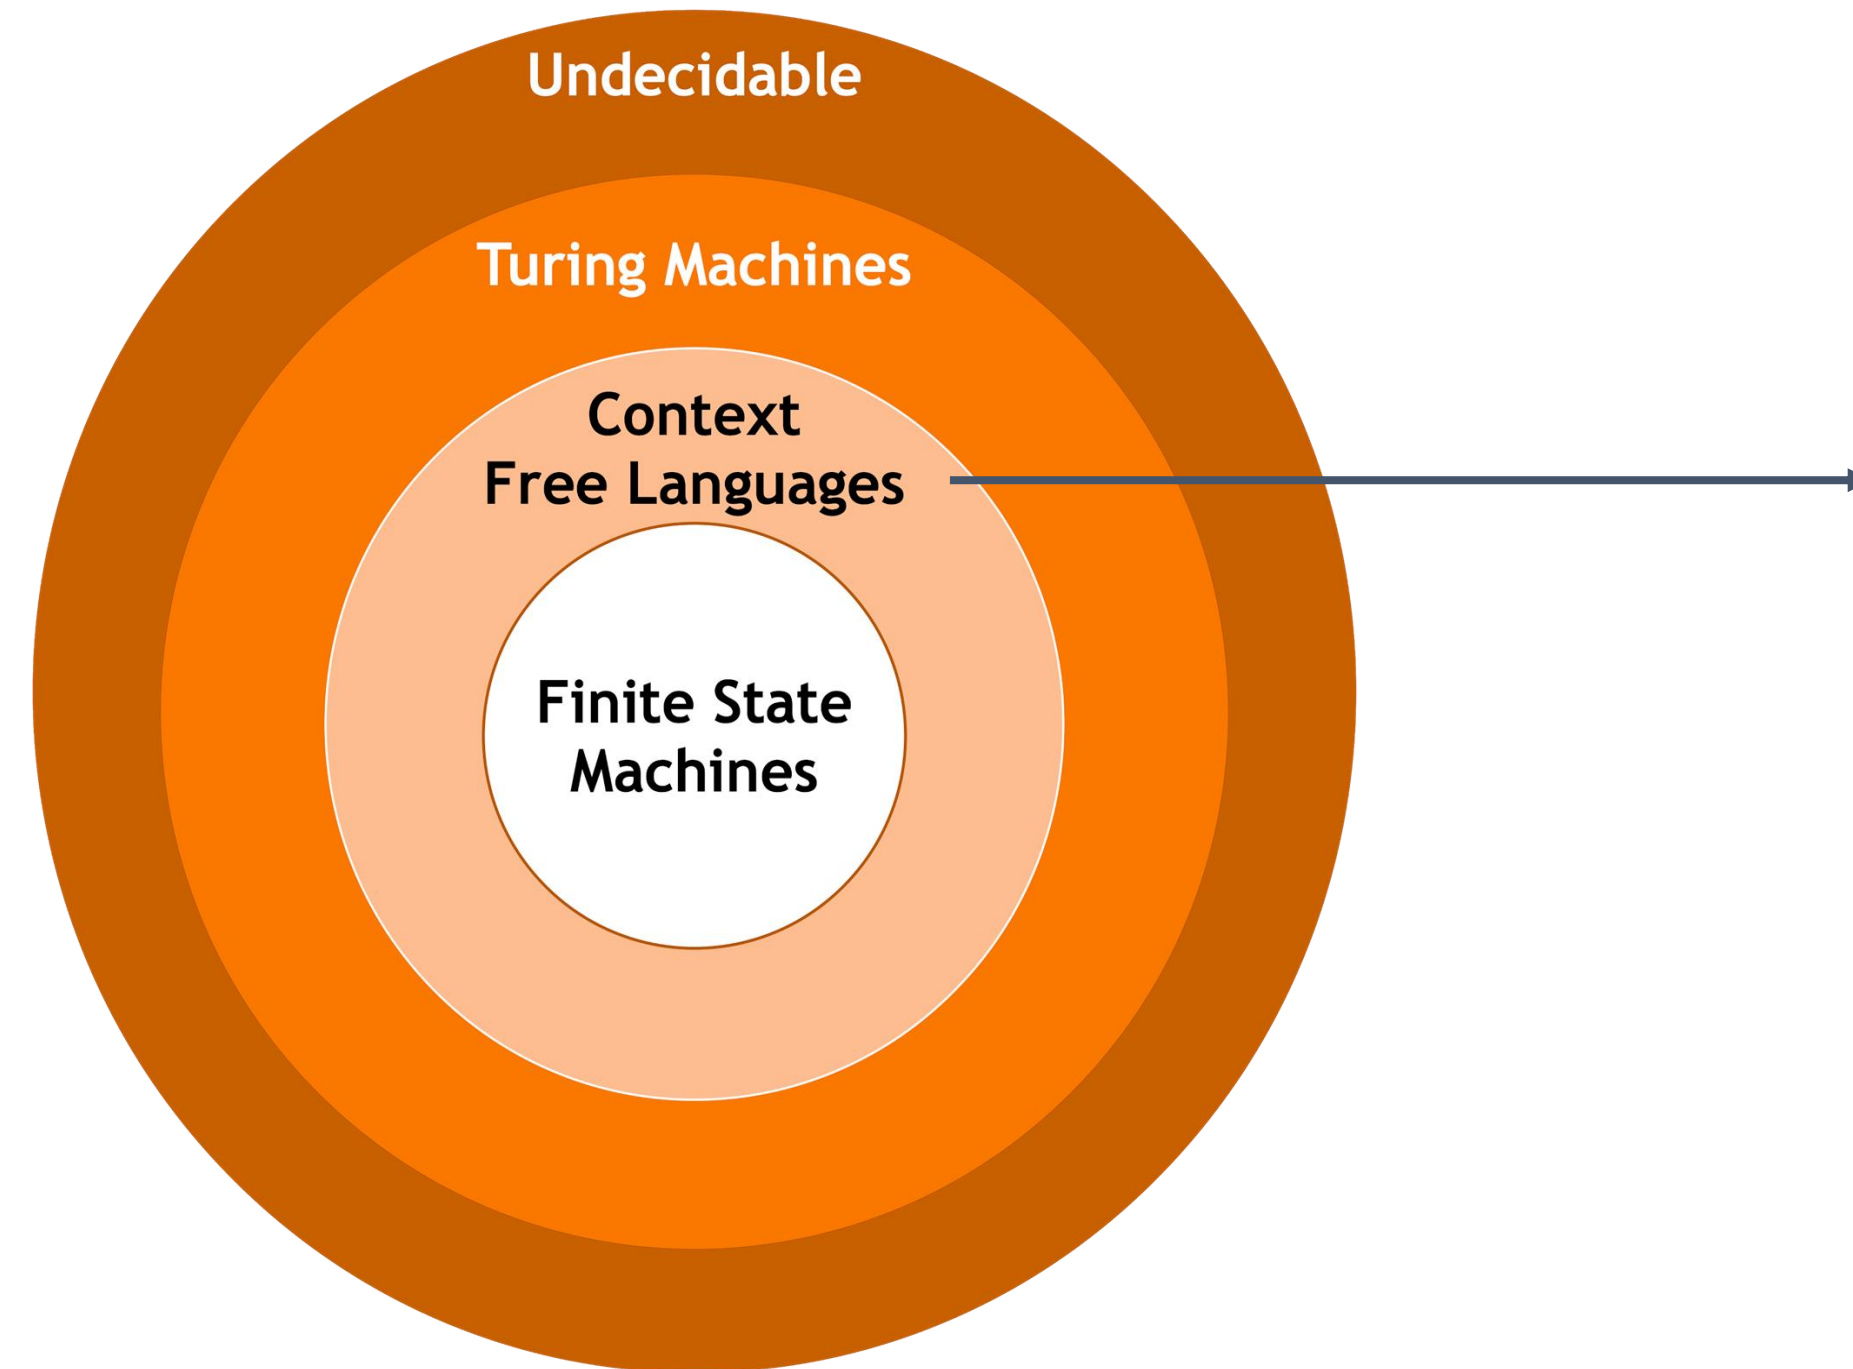 Undecidable
Turing Machines
Context
Free Languages
Finite State
Machines